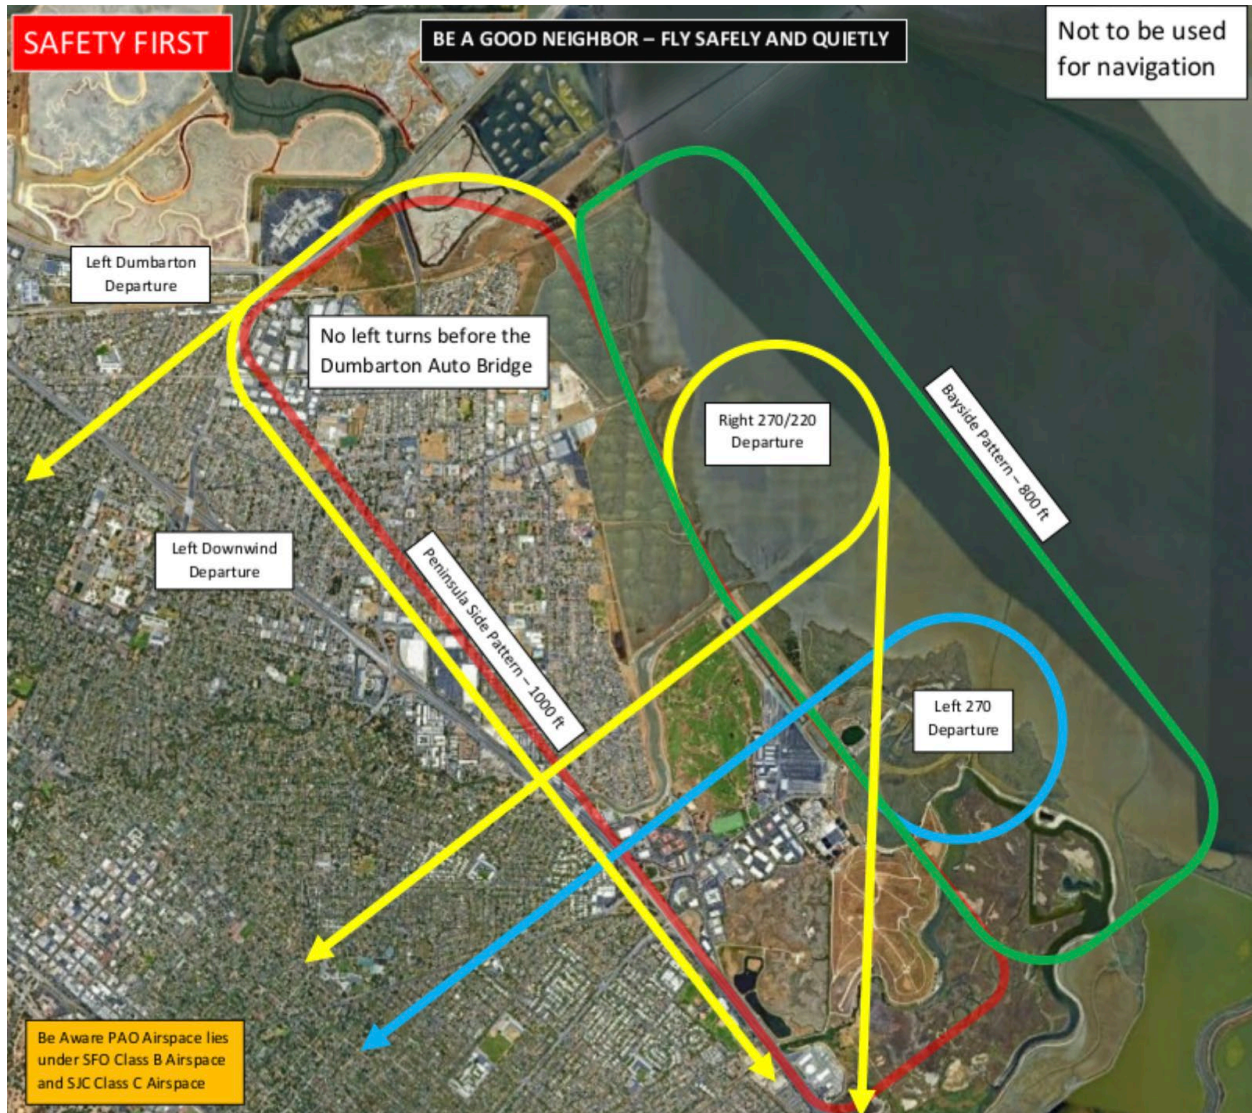 SAFETY FIRST
BE A GOOD NEIGHBOR – FLY SAFELY AND QUIETLY
Not to be used
for navigation
Left Dumbarton
Departure
No left turns before the
Dumbarton Auto Bridge
Right 270/220
Departure
Bayside Pattern – 800 ft
Left Downwind
Departure
Peninsula Side Pattern – 1000 ft
Left 270
Departure
Be Aware PAO Airspace lies
under SFO Class B Airspace
and SJC Class C Airspace